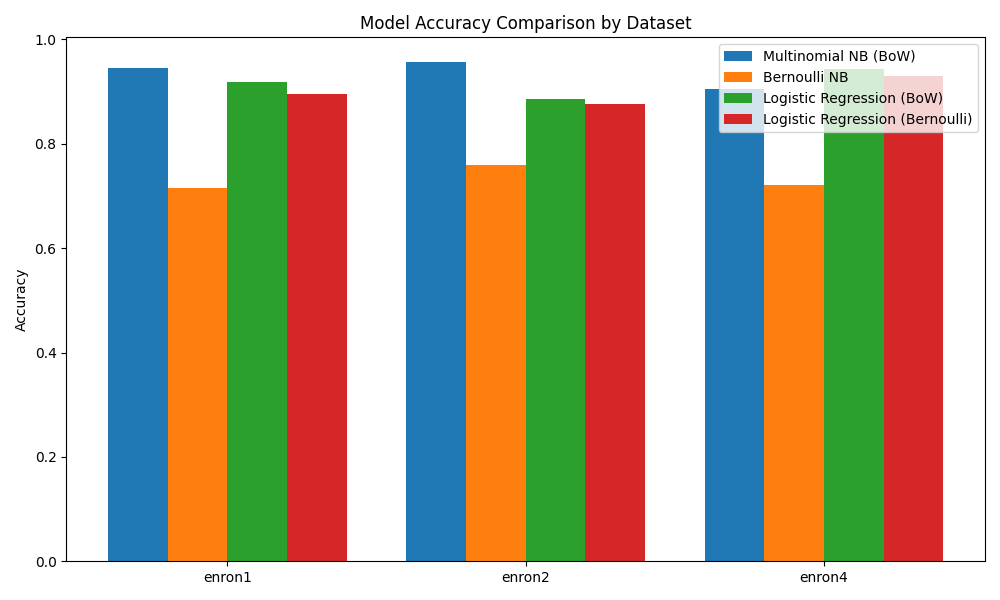 Model Accuracy Comparison by Dataset
Multinomial NB (BoW)
Bernoulli NB
Logistic Regression (BoW)
Logistic Regression (Bernoulli)
Accuracy
1.0
0.8
0.6
0.4
0.2
0.0
enron1
enron2
enron4